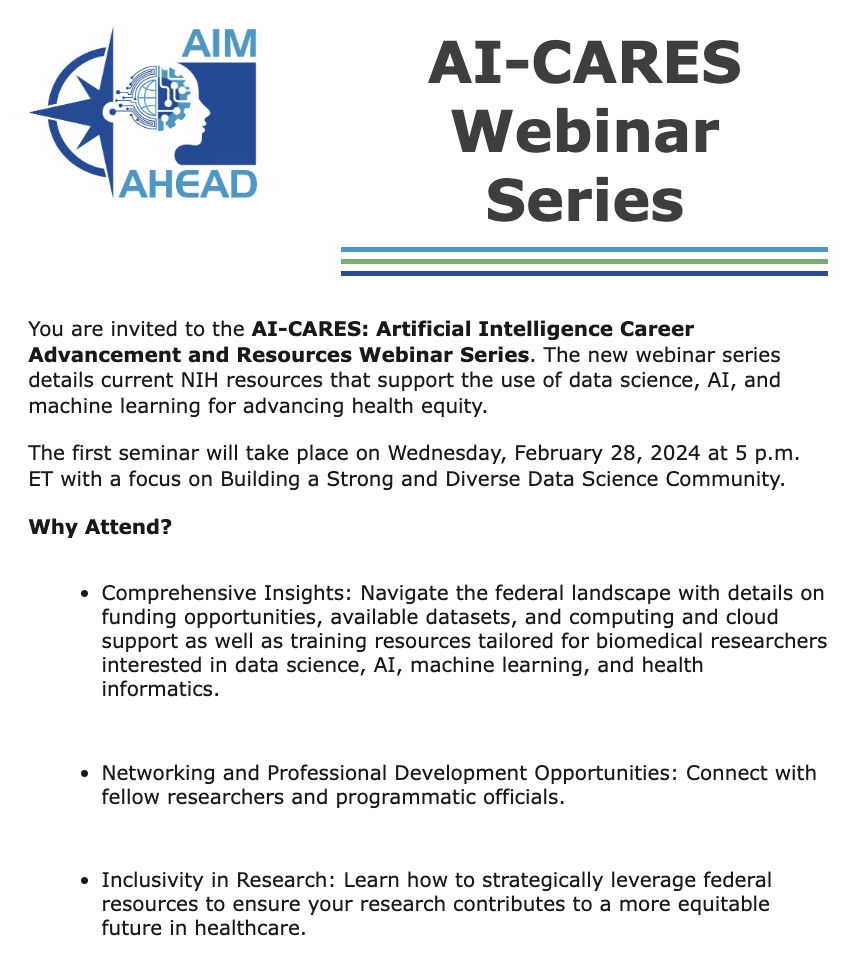 AIM
AHEAD
AI-CARES
Webinar
Series
You are invited to the AI-CARES: Artificial Intelligence Career
Advancement and Resources Webinar Series. The new webinar series
details current NIH resources that support the use of data science, AI, and
machine learning for advancing health equity.
The first seminar will take place on Wednesday, February 28, 2024 at 5 p.m.
ET with a focus on Building a Strong and Diverse Data Science Community.
Why Attend?
• Comprehensive Insights: Navigate the federal landscape with details on
funding opportunities, available datasets, and computing and cloud
support as well as training resources tailored for biomedical researchers
interested in data science, AI, machine learning, and health
informatics.
• Networking and Professional Development Opportunities: Connect with
fellow researchers and programmatic officials.
• Inclusivity in Research: Learn how to strategically leverage federal
resources to ensure your research contributes to a more equitable
future in healthcare.